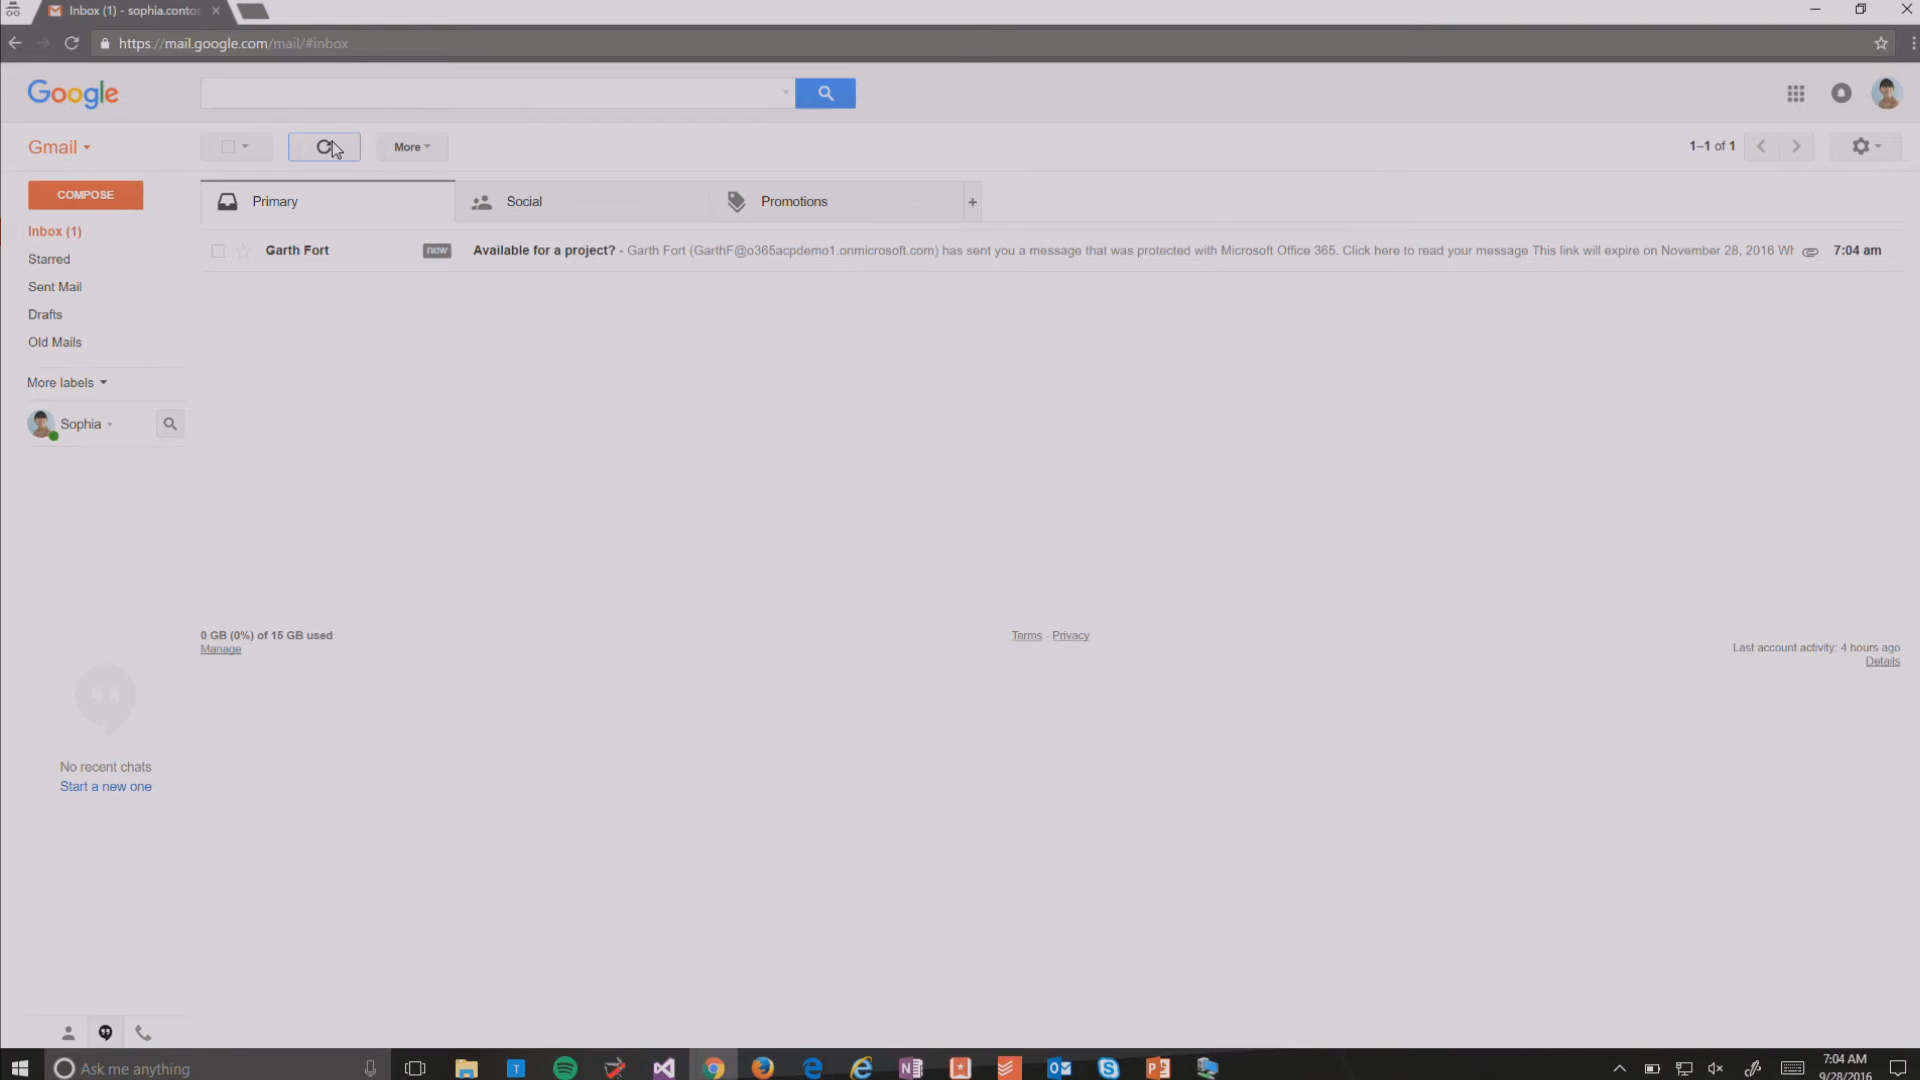 Inbox (1) - sophia.contos
https://mail.google.com/mail/#inbox
Google
Gmail
More
1–1 of 1
COMPOSE
Primary
Social
Promotions
+
Inbox (1)
Garth Fort new Available for a project? - Garth Fort (GarthF@o365acpdemo1.onmicrosoft.com) has sent you a message that was protected with Microsoft Office 365. Click here to read your message This link will expire on November 28, 2016 Wh 7:04 am
Starred
Sent Mail
Drafts
Old Mails
More labels
Sophia
0 GB (0%) of 15 GB used
Manage
Terms - Privacy
Last account activity: 4 hours ago
Details
No recent chats
Start a new one
Ask me anything
7:04 AM
9/28/2016